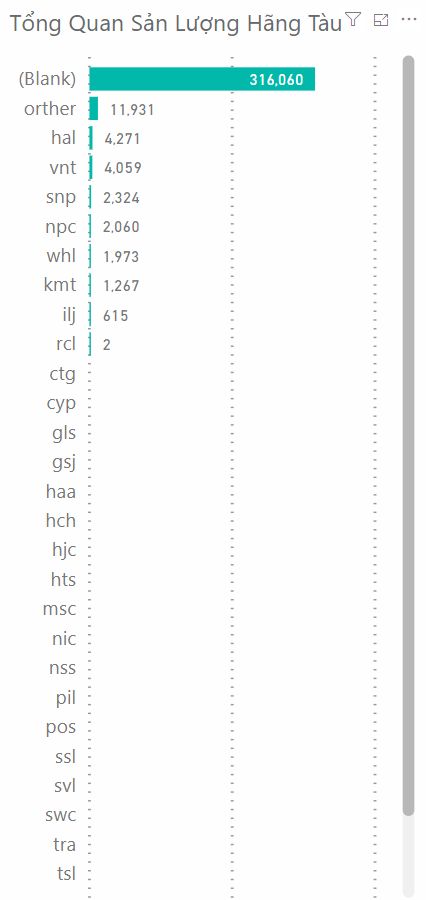 Tổng Quan Sản Lượng Hãng Tàu
(Blank) 316,060
orther 11,931
hal 4,271
vnt 4,059
snp 2,324
npc 2,060
whl 1,973
kmt 1,267
ilj 615
rcl 2
ctg
cyp
gls
gsj
haa
hch
hjc
hts
msc
nic
nss
pil
pos
ssl
svl
swc
tra
tsl